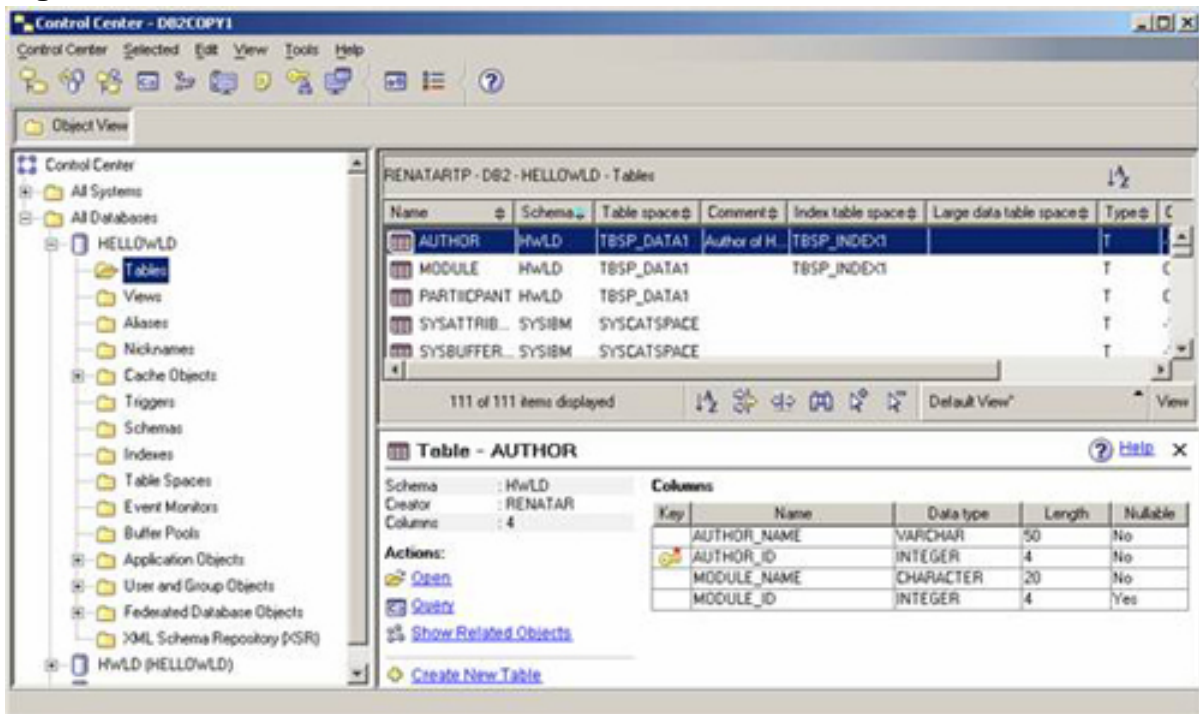 Control Center - DB2COPY1
Control Center Selected Edit View Tools Help
Object View
Control Center
All Systems
All Databases
HELLOWLD
Tables
Views
Aliases
Nicknames
Cache Objects
Triggers
Schemas
Indexes
Table Spaces
Event Monitors
Buffer Pools
Application Objects
User and Group Objects
Federated Database Objects
XML Schema Repository (XSR)
HWLD (HELLOWLD)
RENATARTP - DB2 - HELLOWLD - Tables
Name Schema Table space Comment Index table space Large data table space Type C
AUTHOR HWLD TBSP_DATA1 Author of H... TBSP_INDEX1 T
MODULE HWLD TBSP_DATA1 TBSP_INDEX1 T
PARTIICPANT HWLD TBSP_DATA1 T
SYSATTRIB... SYSIBM SYSCATSPACE T
SYSBUFFER... SYSIBM SYSCATSPACE T
111 of 111 items displayed Default View* View
Table - AUTHOR Help
Schema : HWLD
Creator : RENATAR
Columns : 4
Actions:
Open
Query
Show Related Objects
Create New Table
Columns
Key Name Data type Length Nullable
AUTHOR_NAME VARCHAR 50 No
AUTHOR_ID INTEGER 4 No
MODULE_NAME CHARACTER 20 No
MODULE_ID INTEGER 4 Yes